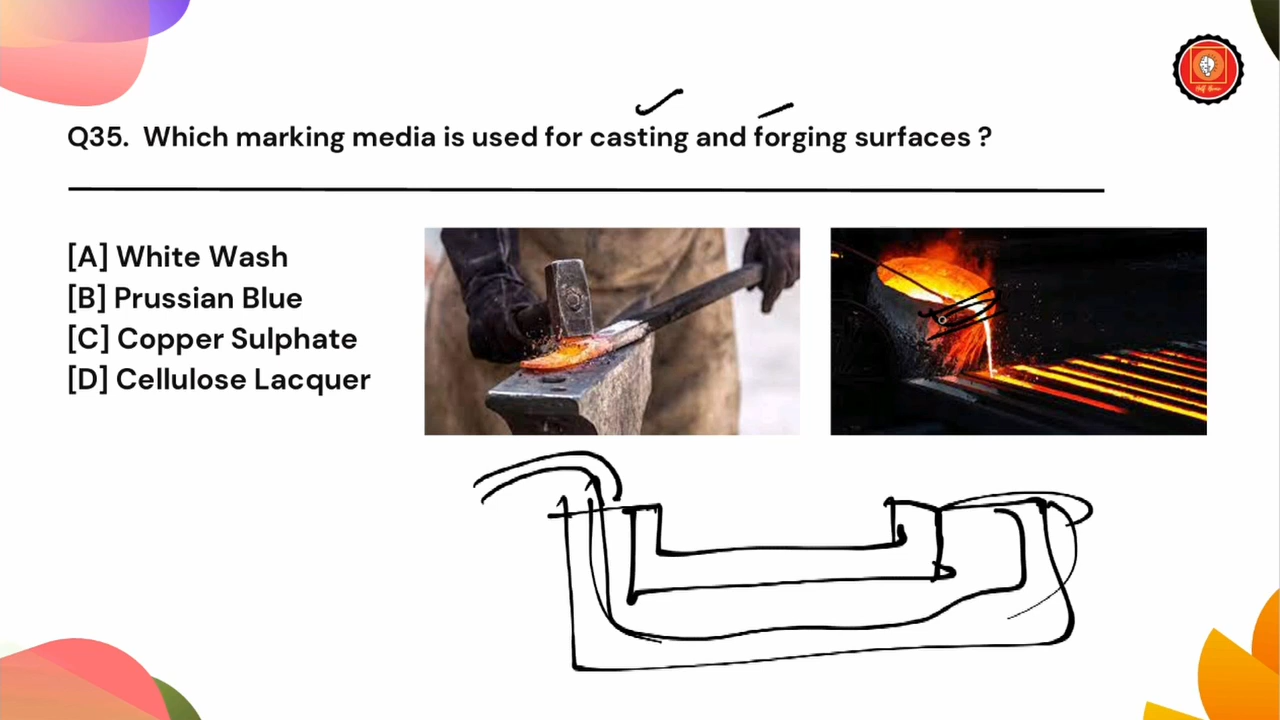 Q35. Which marking media is used for casting and forging surfaces ?
[A] White Wash
[B] Prussian Blue
[C] Copper Sulphate
[D] Cellulose Lacquer